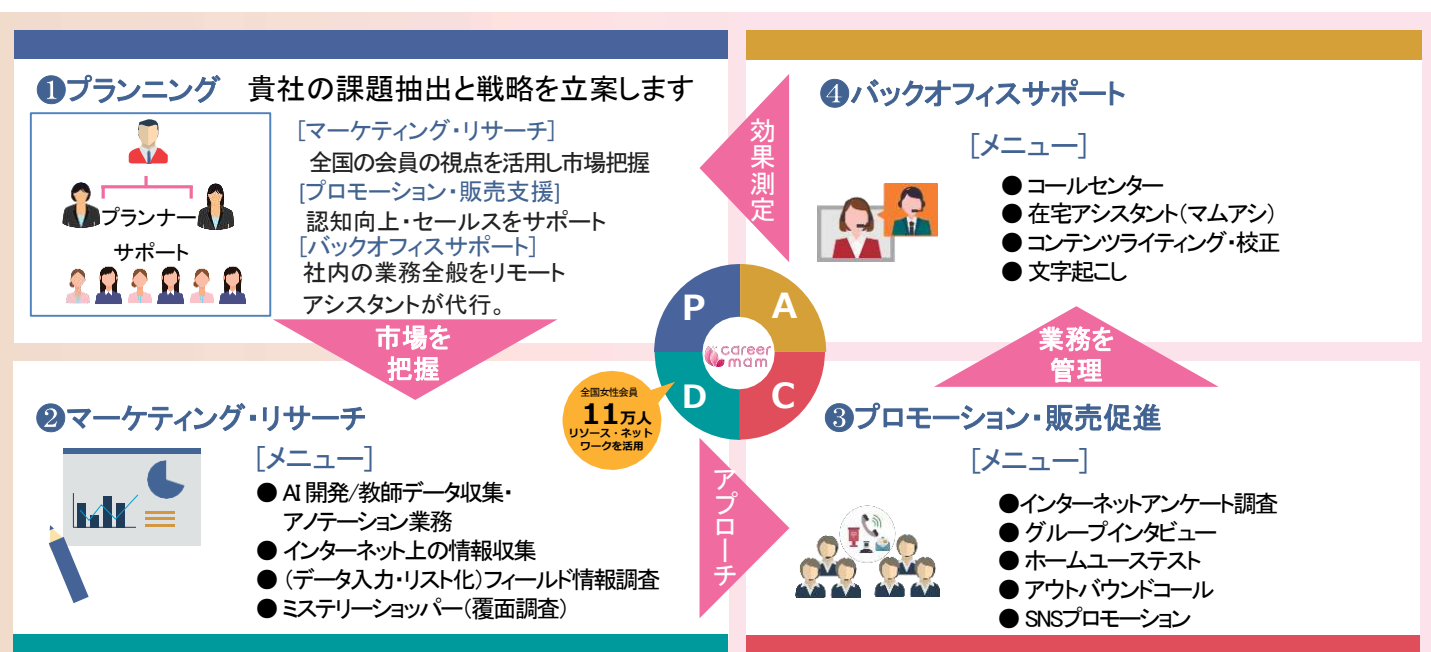 ❶プランニング 貴社の課題抽出と戦略を立案します
プランナー
サポート
[マーケティング・リサーチ]
全国の会員の視点を活用し市場把握
[プロモーション・販売支援]
認知向上・セールスをサポート
[バックオフィスサポート]
社内の業務全般をリモート
アシスタントが代行。
市場を
把握
❷マーケティング・リサーチ
[メニュー]
● AI 開発/教師データ収集・
アノテーション業務
● インターネット上の情報収集
● (データ入力・リスト化)フィールド情報調査
● ミステリーショッパー(覆面調査)
アプローチ
全国女性会員
11万人
リソース・ネット
ワークを活用
P
A
D
C
career
mam
❸プロモーション・販売促進
[メニュー]
●インターネットアンケート調査
● グループインタビュー
● ホームユーステスト
● アウトバウンドコール
● SNSプロモーション
業務を
管理
❹バックオフィスサポート
[メニュー]
● コールセンター
● 在宅アシスタント(マムアシ)
● コンテンツライティング・校正
● 文字起こし
効果測定